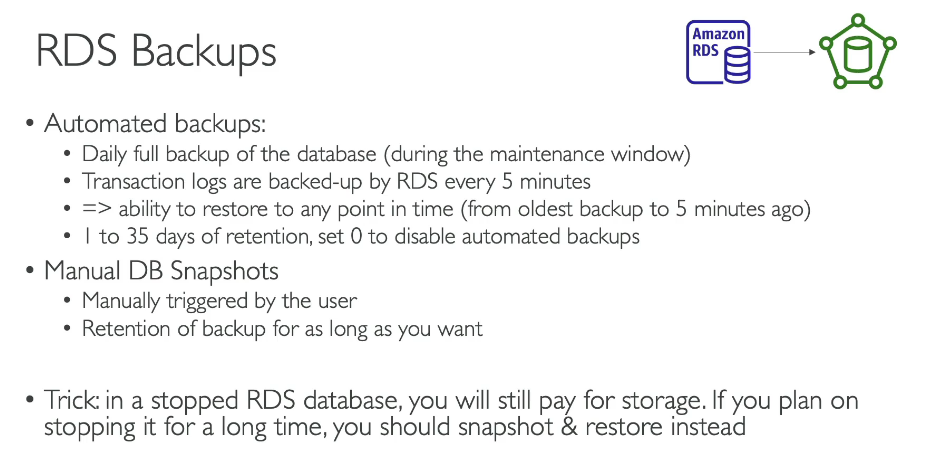 RDS Backups
Amazon
RDS
• Automated backups:
• Daily full backup of the database (during the maintenance window)
• Transaction logs are backed-up by RDS every 5 minutes
• => ability to restore to any point in time (from oldest backup to 5 minutes ago)
• 1 to 35 days of retention, set 0 to disable automated backups
• Manual DB Snapshots
• Manually triggered by the user
• Retention of backup for as long as you want
• Trick: in a stopped RDS database, you will still pay for storage. If you plan on
stopping it for a long time, you should snapshot & restore instead